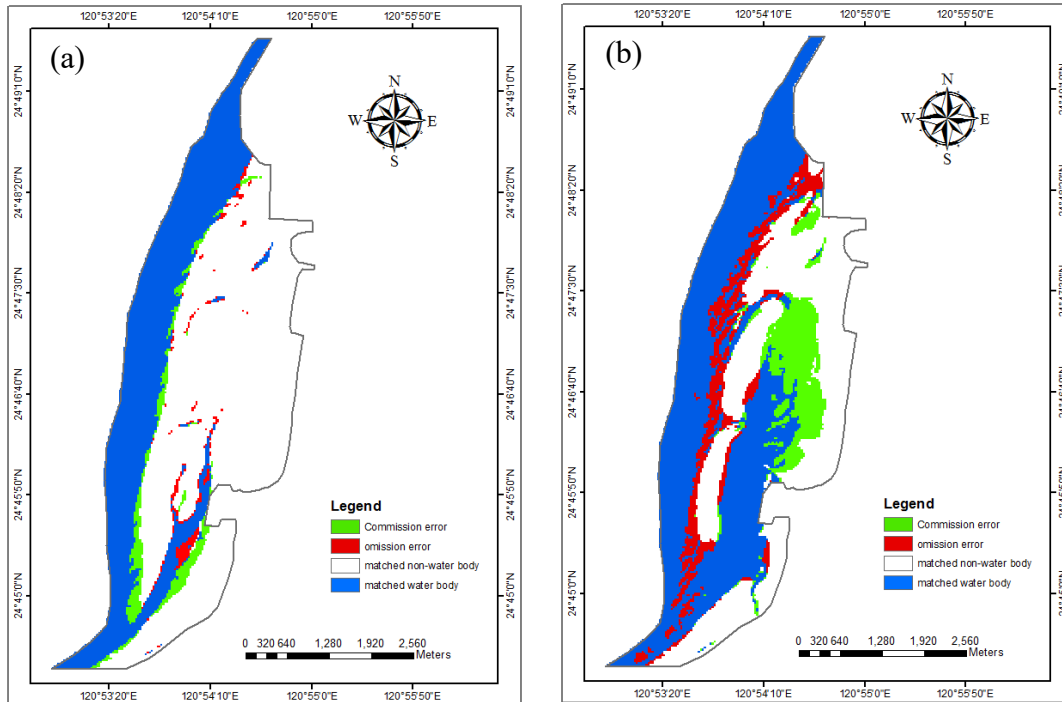 120°53'20"E 120°54'10"E 120°55'0"E 120°55'50"E
(a)
N
W E
S
24°49'10"N
24°48'20"N
24°47'30"N
24°46'40"N
24°45'50"N
24°45'0"N
Legend
Commission error
omission error
matched non-water body
matched water body
0 320 640 1,280 1,920 2,560
Meters
120°53'20"E 120°54'10"E 120°55'0"E 120°55'50"E
120°53'20"E 120°54'10"E 120°55'0"E 120°55'50"E
(b)
N
W E
S
24°49'10"N
24°48'20"N
24°47'30"N
24°46'40"N
24°45'50"N
24°45'0"N
Legend
Commission error
omission error
matched non-water body
matched water body
0 320 640 1,280 1,920 2,560
Meters
120°53'20"E 120°54'10"E 120°55'0"E 120°55'50"E